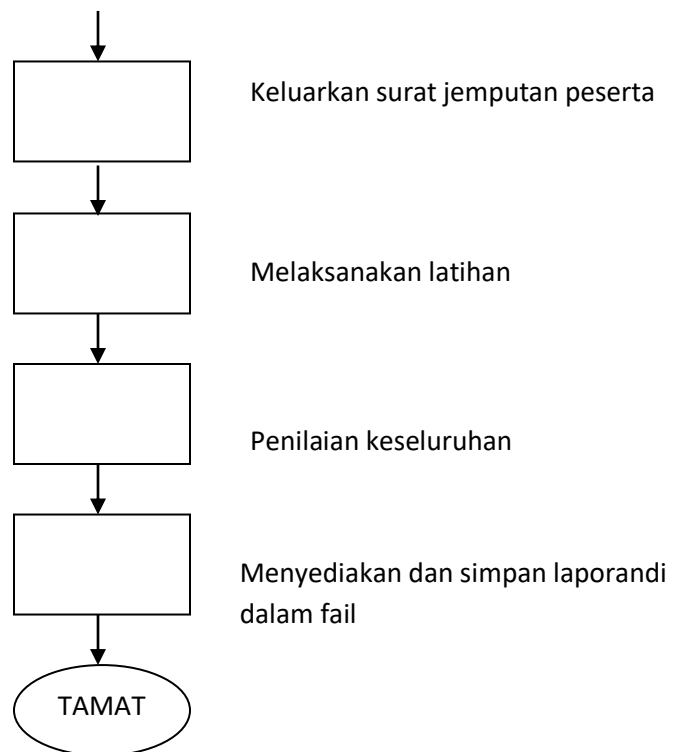 Keluarkan surat jemputan peserta
Melaksanakan latihan
Penilaian keseluruhan
Menyediakan dan simpan laporandi
dalam fail
TAMAT